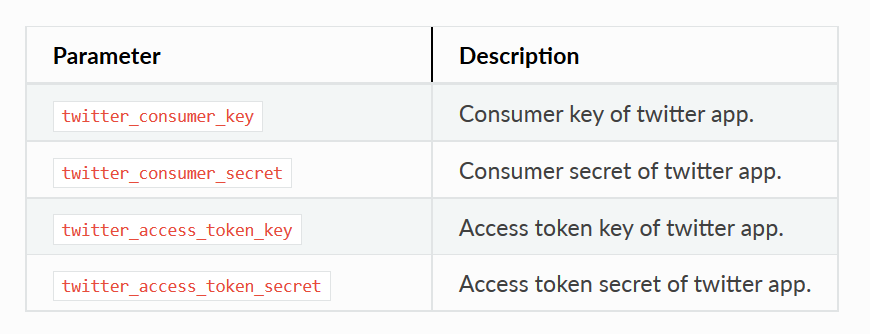 Parameter Description
twitter_consumer_key Consumer key of twitter app.
twitter_consumer_secret Consumer secret of twitter app.
twitter_access_token_key Access token key of twitter app.
twitter_access_token_secret Access token secret of twitter app.